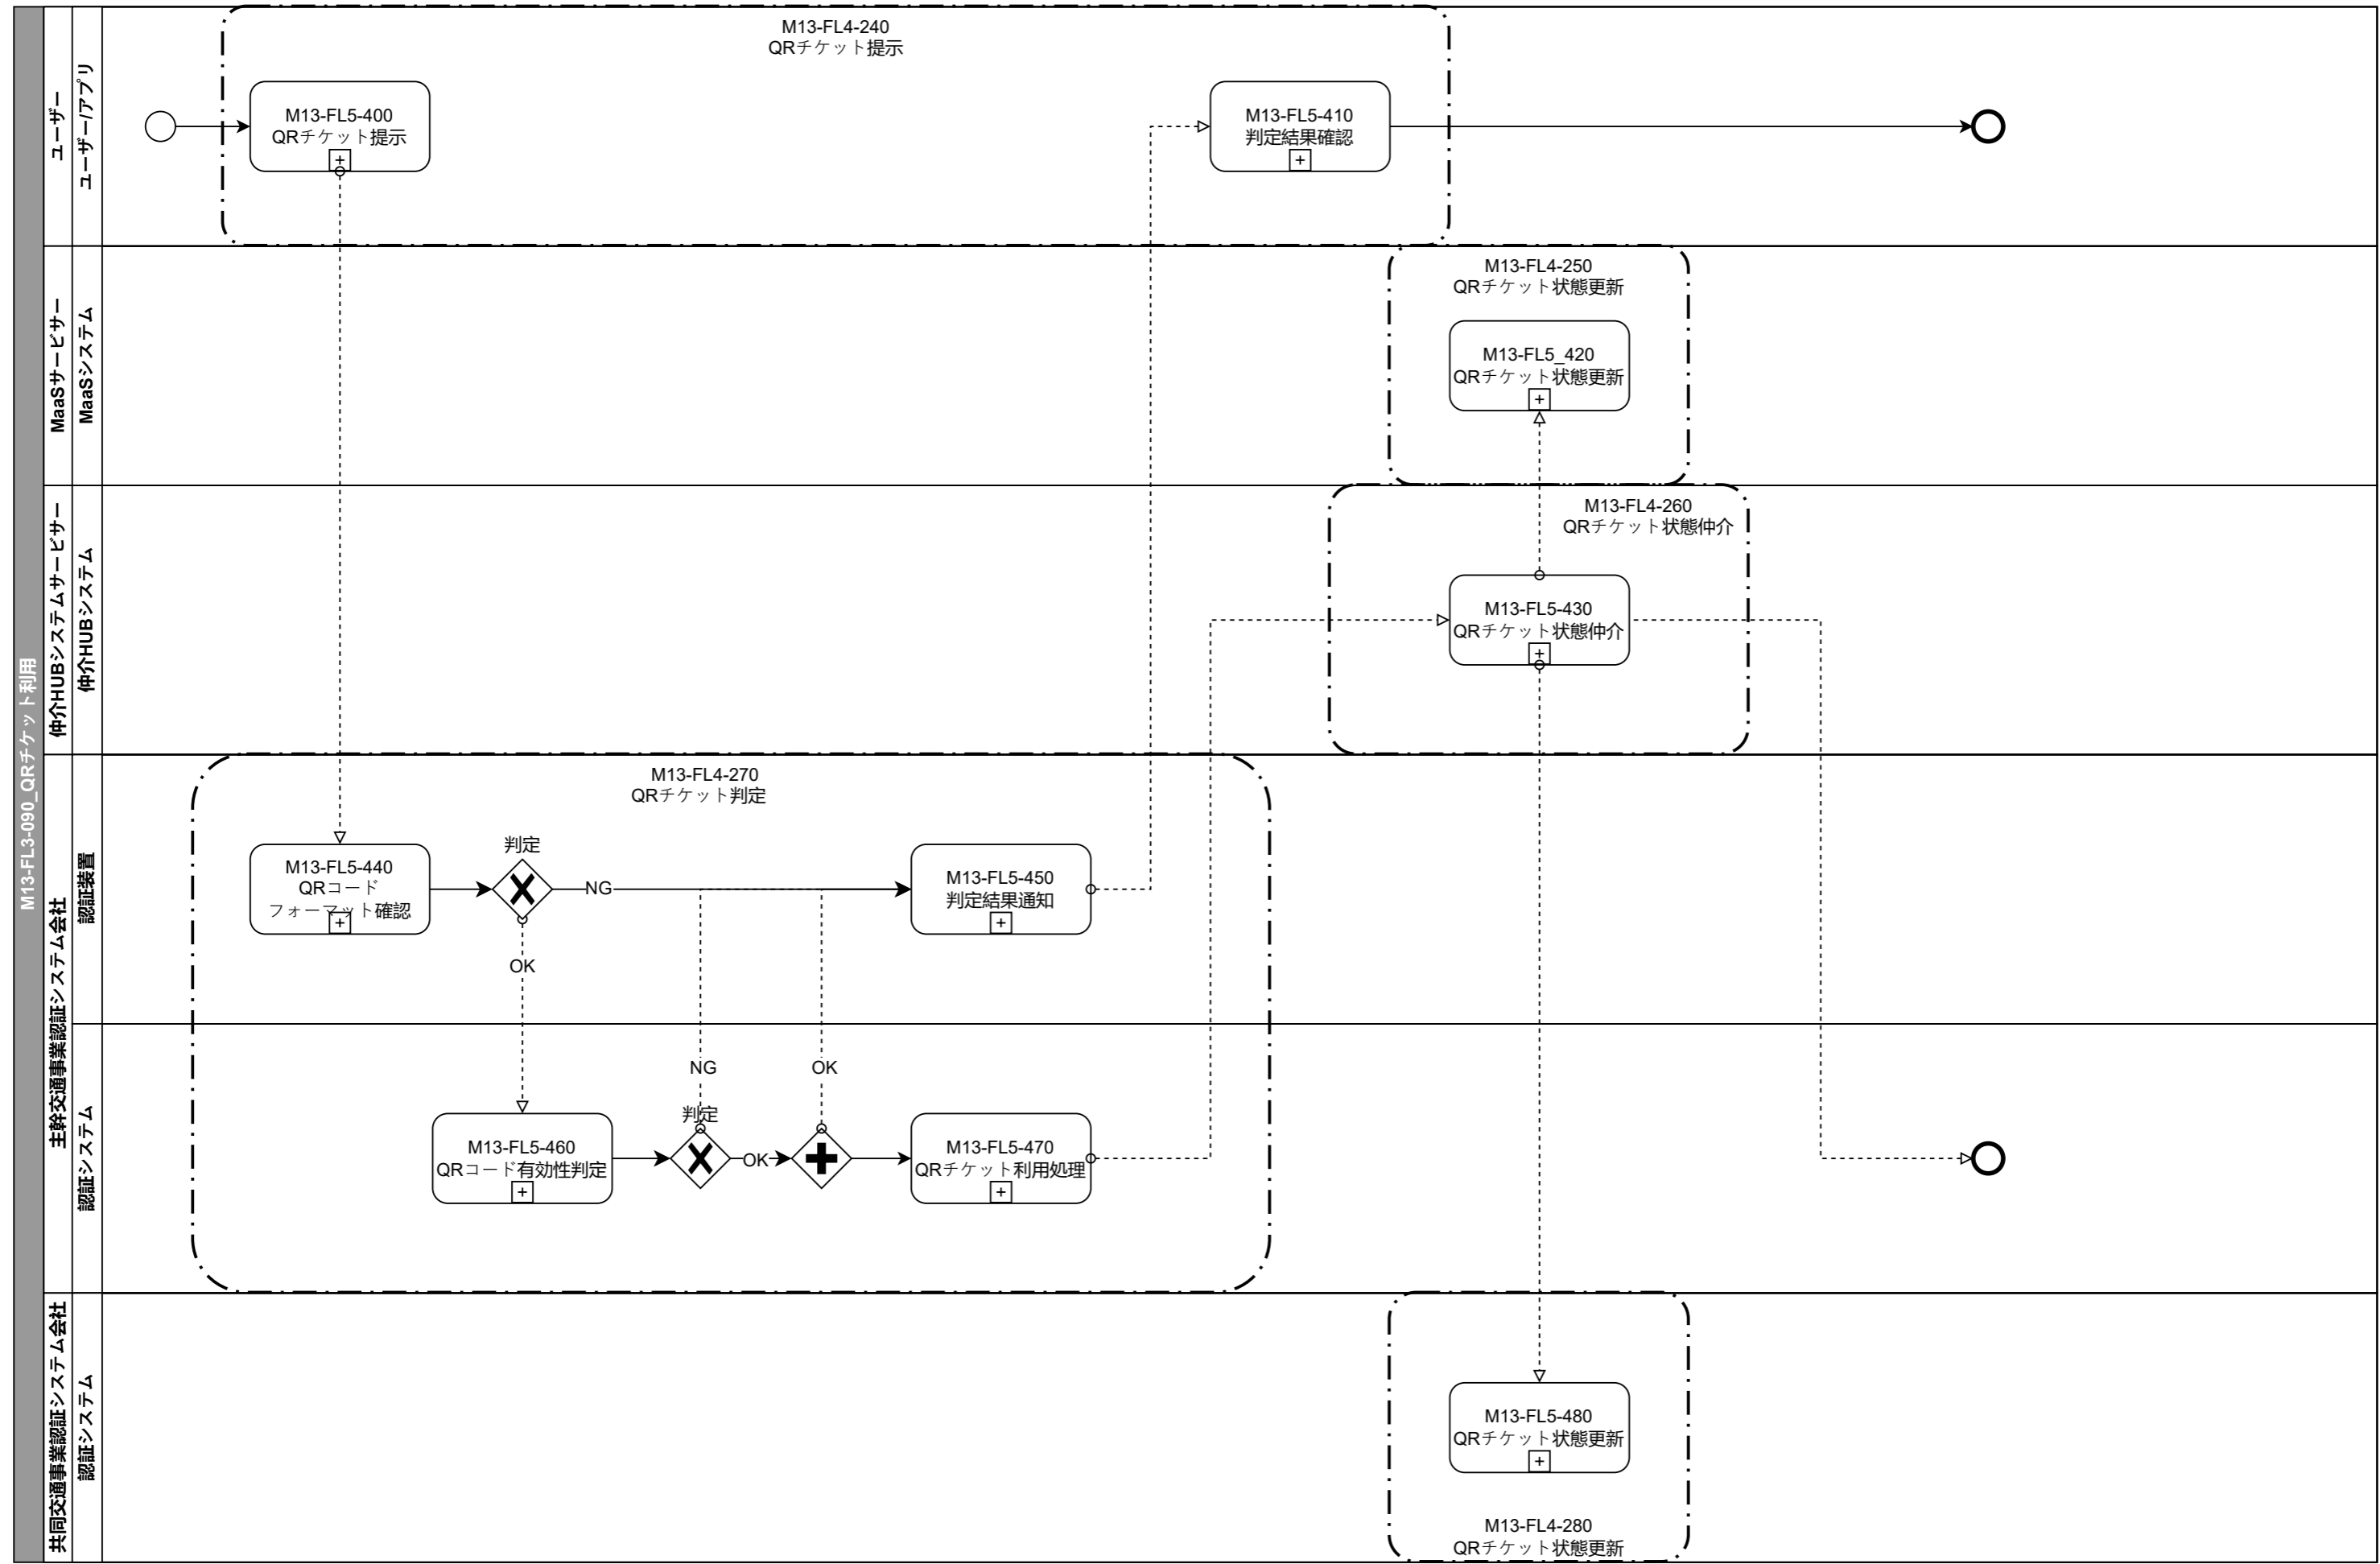 M13-FL3-090_QRチケット利用
ユーザー
ユーザー/アプリ
M13-FL4-240
QRチケット提示
M13-FL5-400
QRチケット提示
M13-FL5-410
判定結果確認
MaaSサービサー
MaaSシステム
M13-FL4-250
QRチケット状態更新
M13-FL5_420
QRチケット状態更新
仲介HUBシステムサービサー
仲介HUBシステム
M13-FL4-260
QRチケット状態仲介
M13-FL5-430
QRチケット状態仲介
主幹交通事業認証システム会社
認証装置
M13-FL4-270
QRチケット判定
M13-FL5-440
QRコード
フォーマット確認
判定
NG
OK
M13-FL5-450
判定結果通知
認証システム
NG
OK
M13-FL5-460
QRコード有効性判定
判定
OK
M13-FL5-470
QRチケット利用処理
共同交通事業認証システム会社
認証システム
M13-FL5-480
QRチケット状態更新
M13-FL4-280
QRチケット状態更新